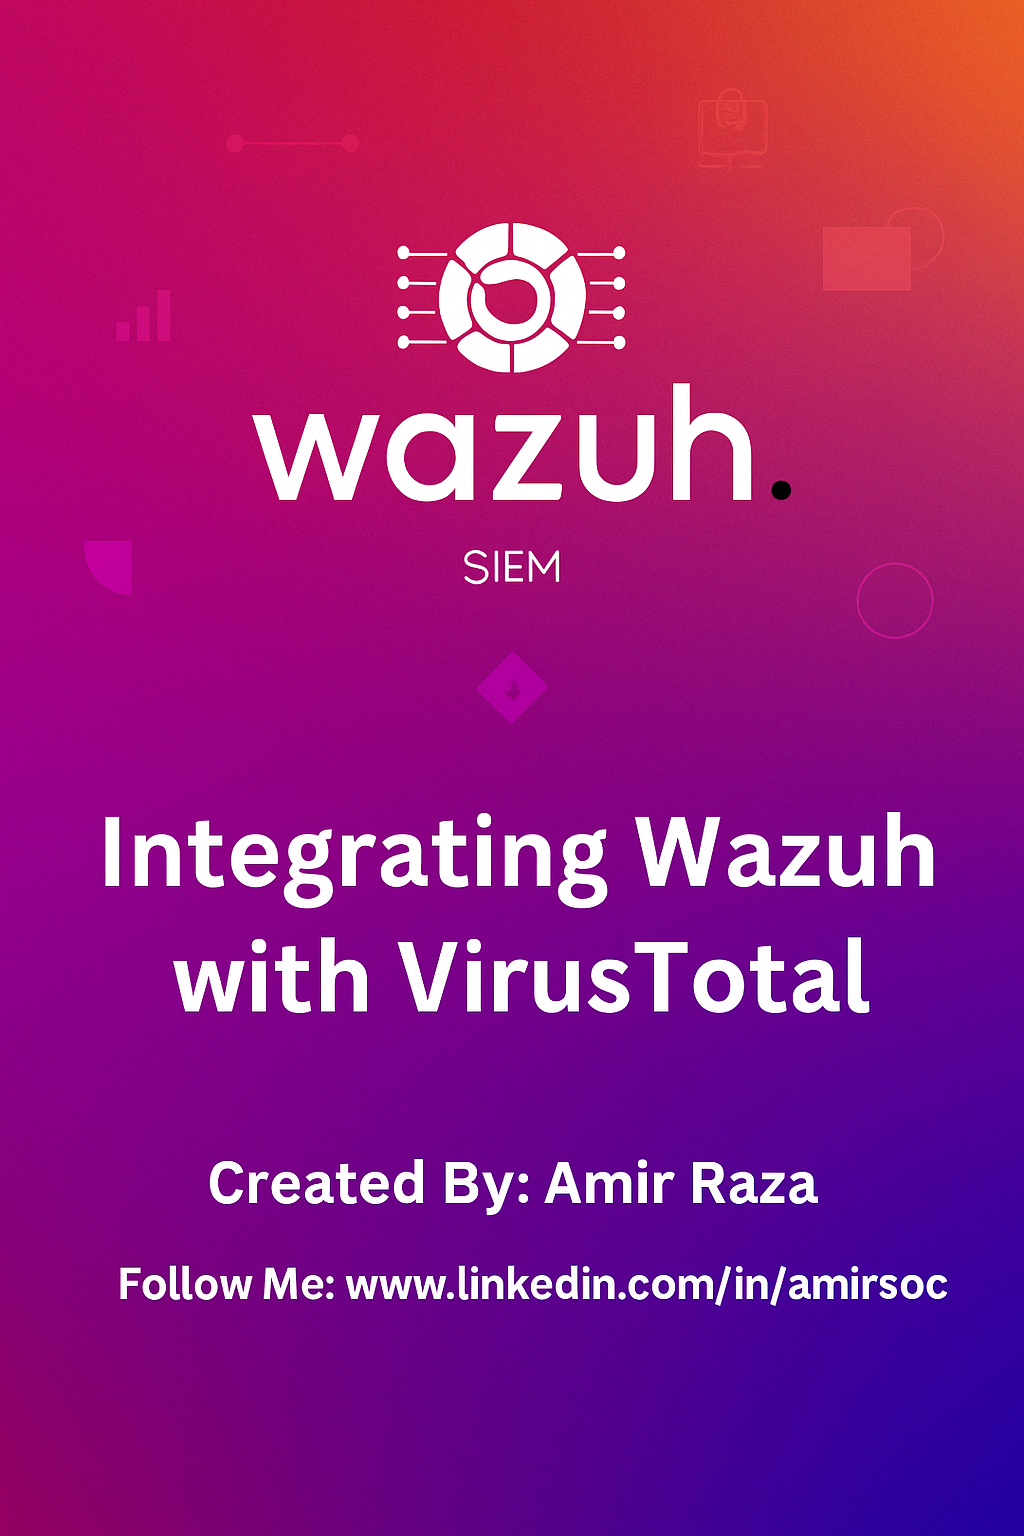 wazuh.
SIEM
Integrating Wazuh
with VirusTotal
Created By: Amir Raza
Follow Me: www.linkedin.com/in/amirsoc